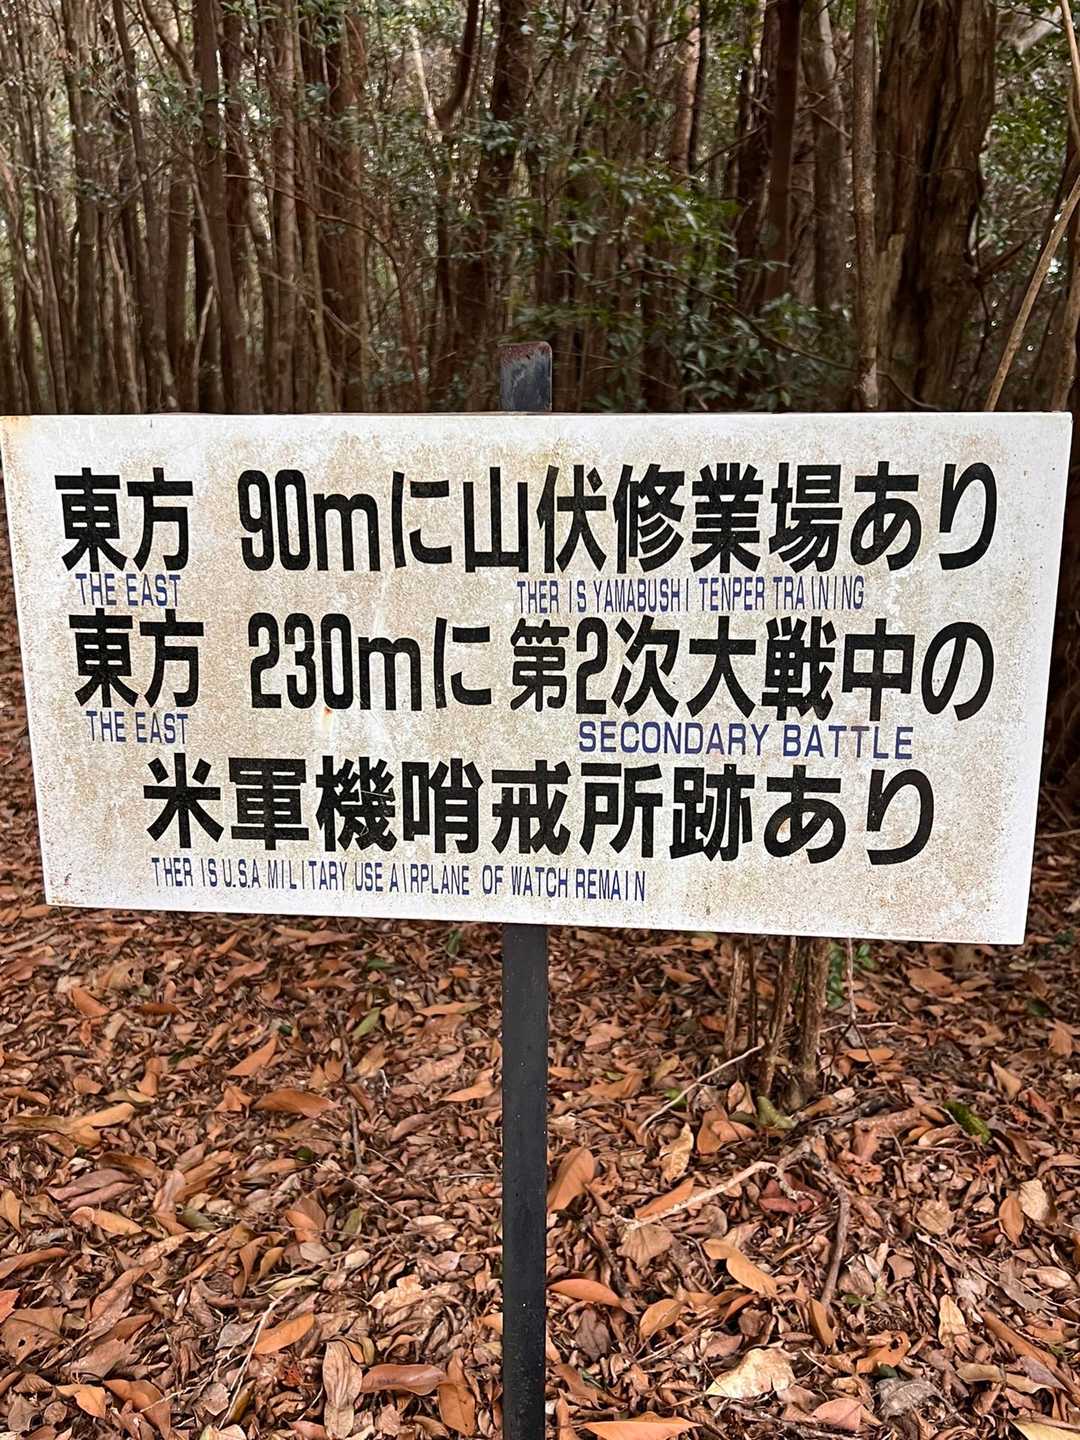 東方 90mに山伏修業場あり
THE EAST THER IS YAMABUSHI TENPER TRAINING
東方 230mに第2次大戦中の
THE EAST SECONDARY BATTLE
米軍機哨戒所跡あり
THER IS U.S.A MILITARY USE AIRPLANE OF WATCH REMAIN